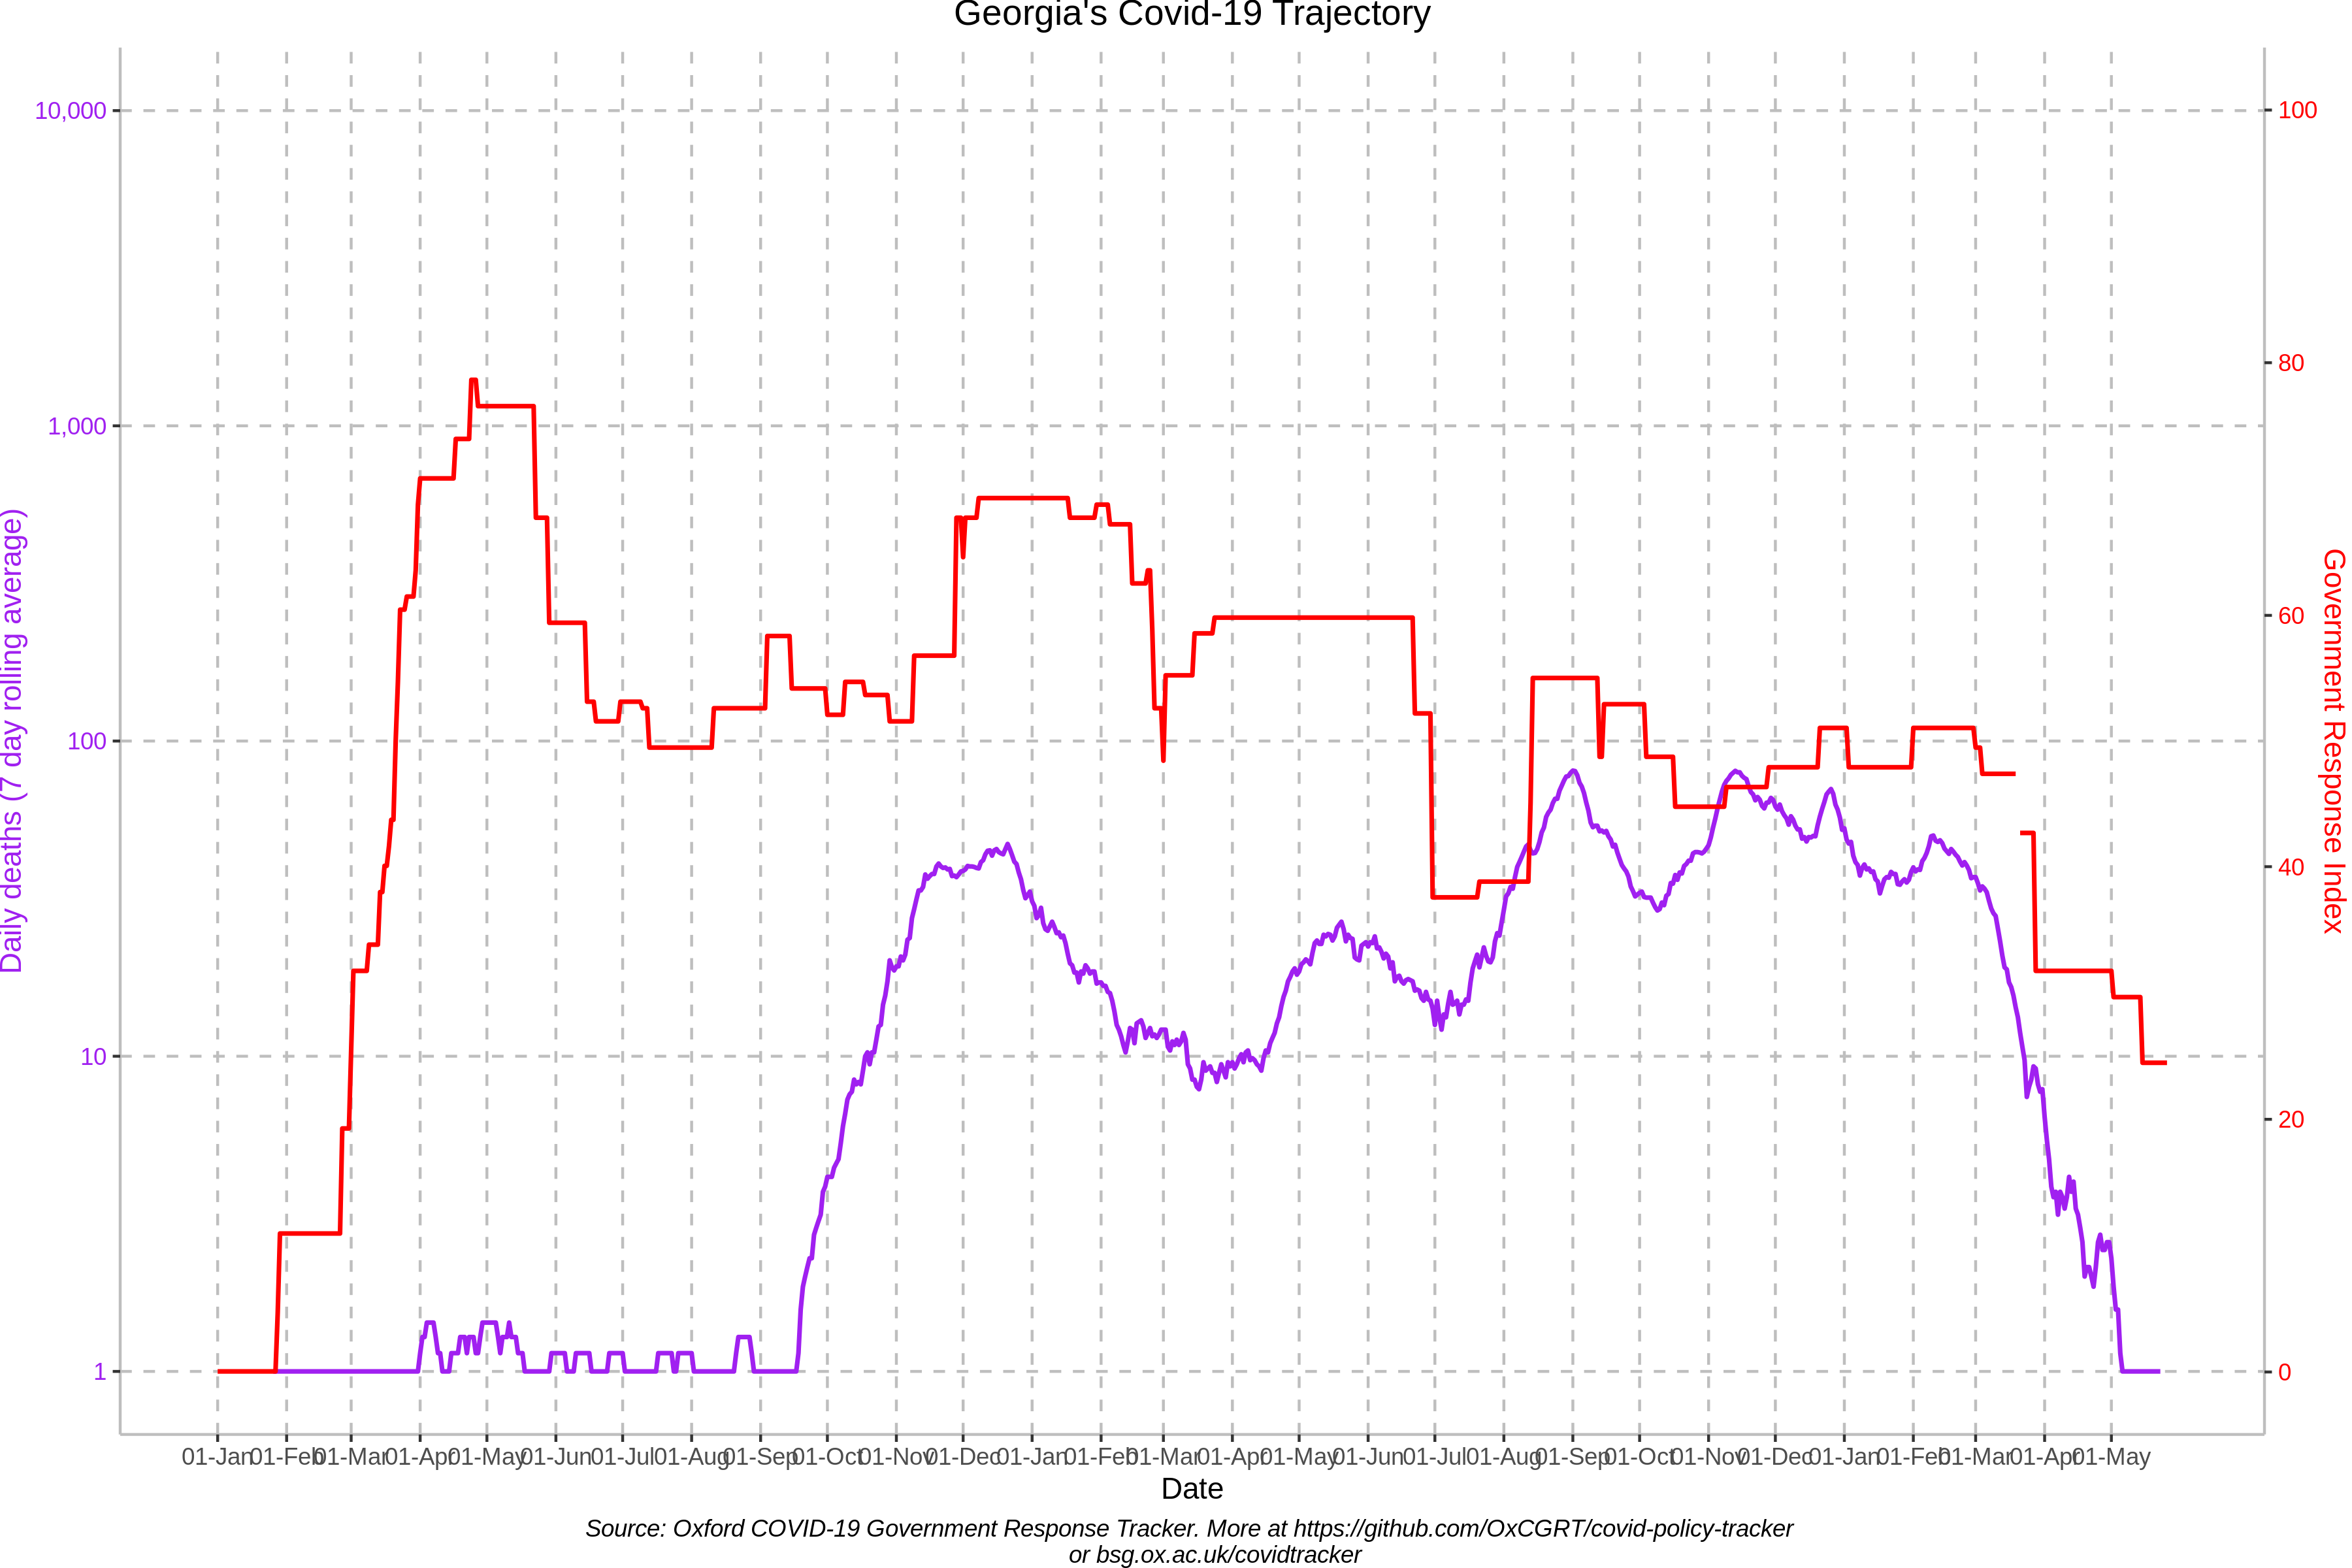 Georgia's Covid-19 Trajectory
10,000
1,000
100
10
1
Daily deaths (7 day rolling average)
100
80
60
40
20
0
Government Response Index
01-Jan 01-Feb 01-Mar 01-Apr 01-May 01-Jun 01-Jul 01-Aug 01-Sep 01-Oct 01-Nov 01-Dec 01-Jan 01-Feb 01-Mar 01-Apr 01-May 01-Jun 01-Jul 01-Aug 01-Sep 01-Oct 01-Nov 01-Dec 01-Jan 01-Feb 01-Mar 01-Apr 01-May
Date
Source: Oxford COVID-19 Government Response Tracker. More at https://github.com/OxCGRT/covid-policy-tracker
or bsg.ox.ac.uk/covidtracker